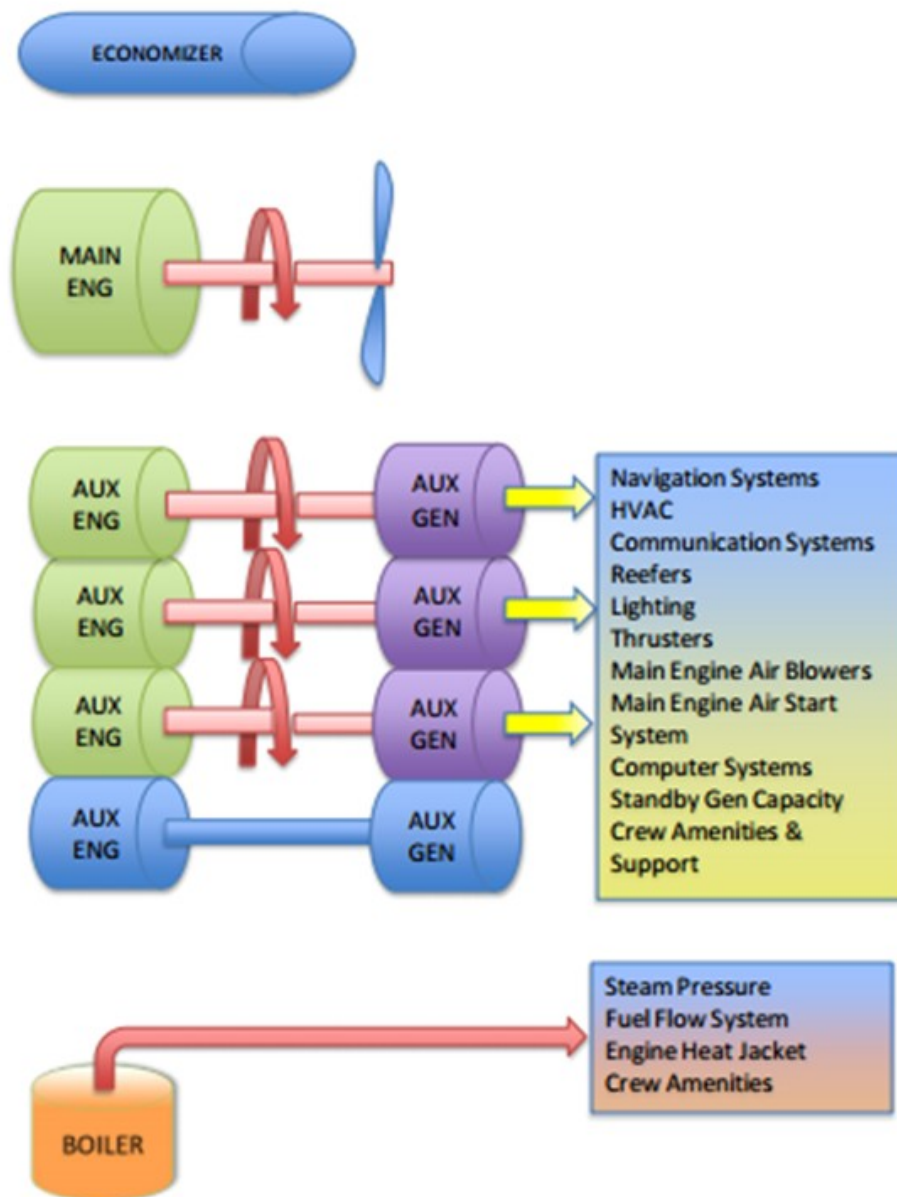 ECONOMIZER
MAIN
ENG
AUX
ENG
AUX
GEN
AUX
ENG
AUX
GEN
AUX
ENG
AUX
GEN
AUX
ENG
AUX
GEN
Navigation Systems
HVAC
Communication Systems
Reefers
Lighting
Thrusters
Main Engine Air Blowers
Main Engine Air Start
System
Computer Systems
Standby Gen Capacity
Crew Amenities &
Support
Steam Pressure
Fuel Flow System
Engine Heat Jacket
Crew Amenities
BOILER